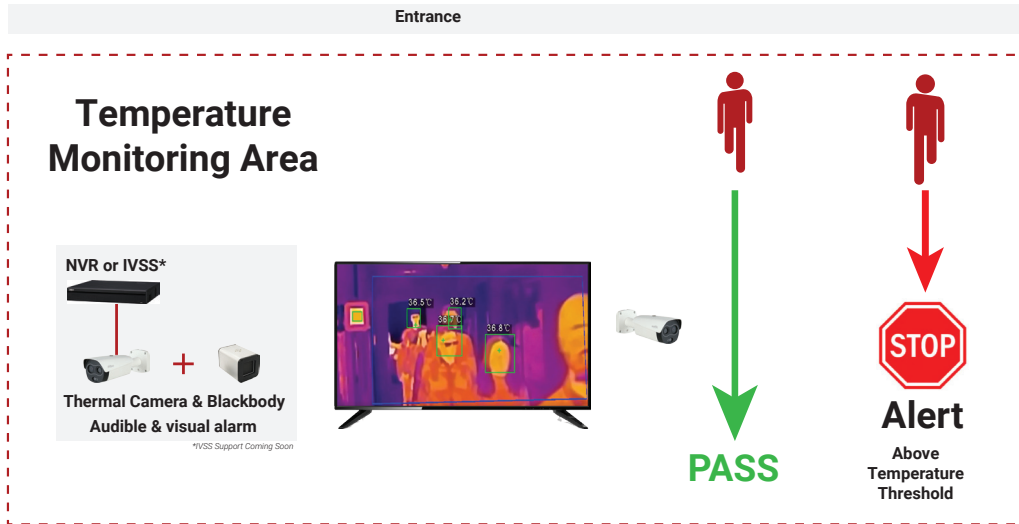 Entrance
Temperature
Monitoring Area
NVR or IVSS*
Thermal Camera & Blackbody
Audible & visual alarm
*IVSS Support Coming Soon
36.5℃
36.2℃
36.7℃
36.8℃
PASS
STOP
Alert
Above
Temperature
Threshold